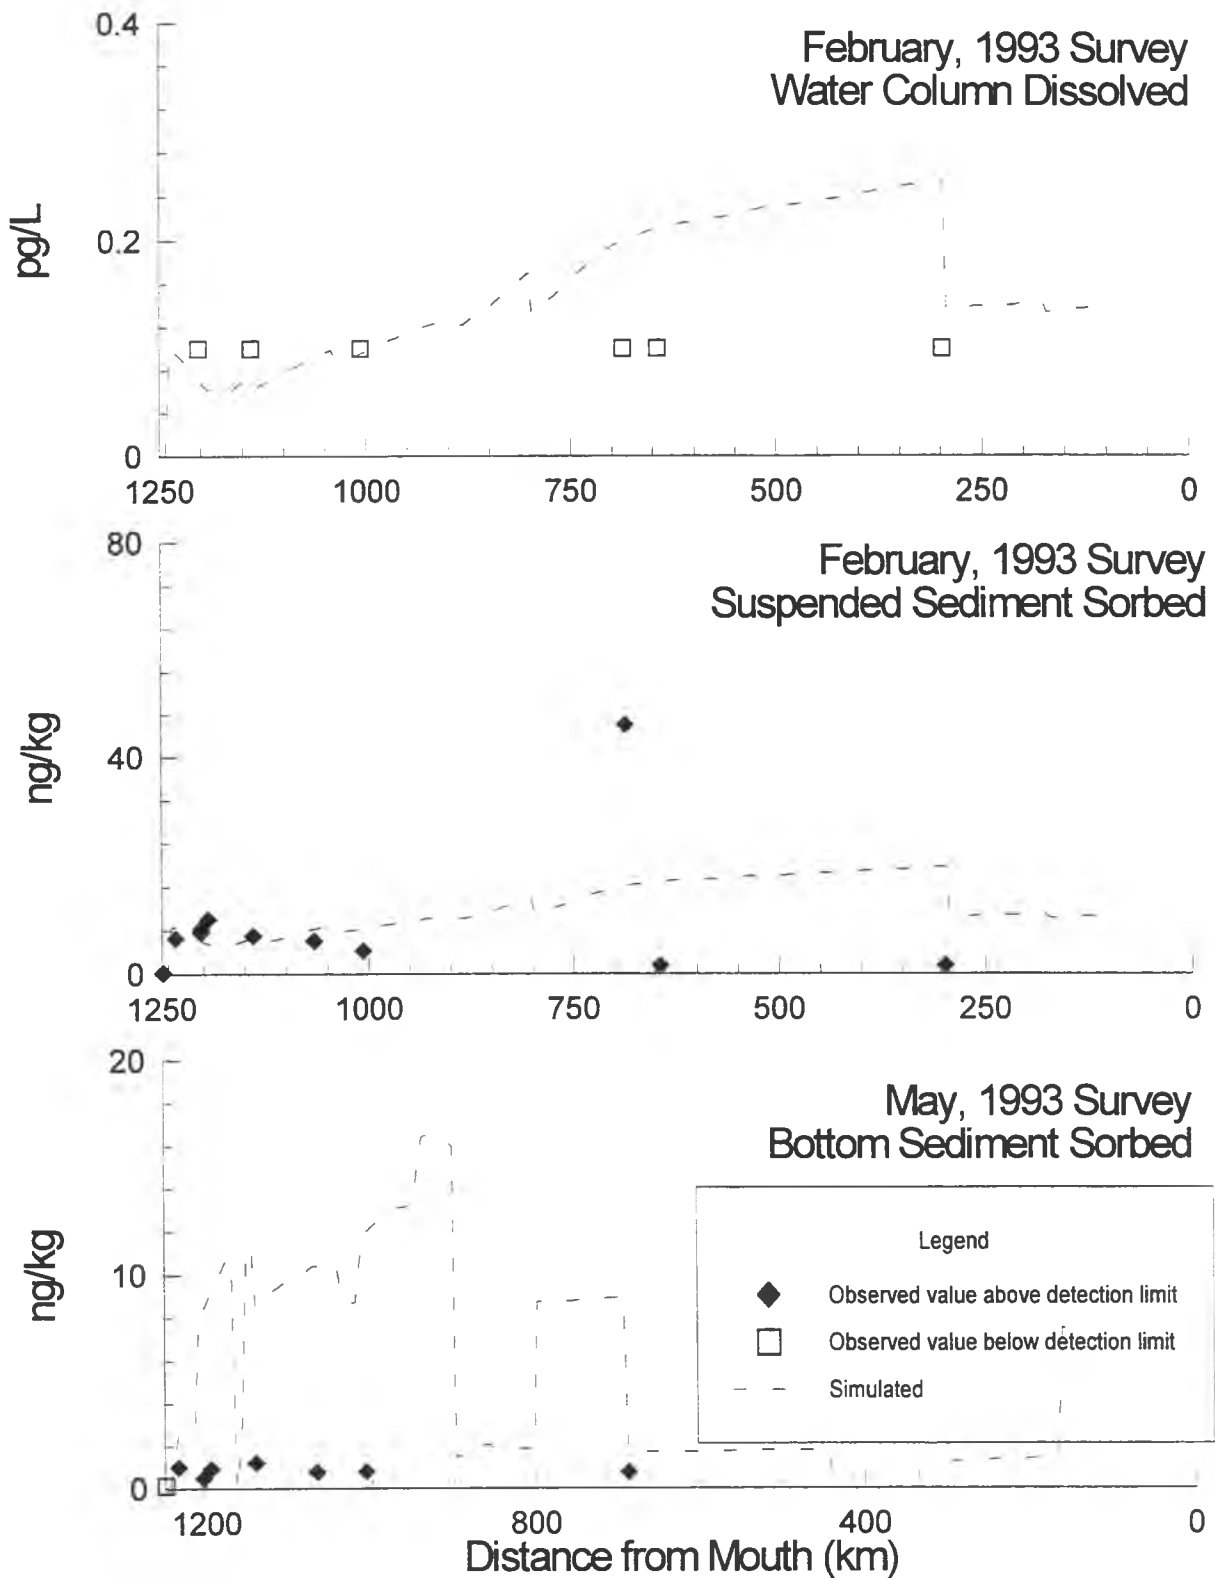 0.4
February, 1993 Survey
Water Column Dissolved
pg/L
0.2
0
1250 1000 750 500 250 0
80
February, 1993 Survey
Suspended Sediment Sorbed
ng/kg
40
0
1250 1000 750 500 250 0
20
May, 1993 Survey
Bottom Sediment Sorbed
ng/kg
10
Legend
Observed value above detection limit
Observed value below detection limit
Simulated
0
1200 800 400 0
Distance from Mouth (km)